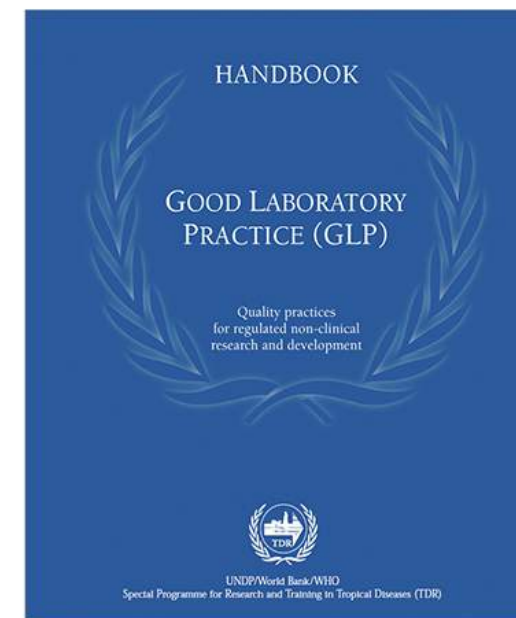 HANDBOOK
GOOD LABORATORY
PRACTICE (GLP)
Quality practices
for regulated non-clinical
research and development
TDR
UNDP/World Bank/WHO
Special Programme for Research and Training in Tropical Diseases (TDR)